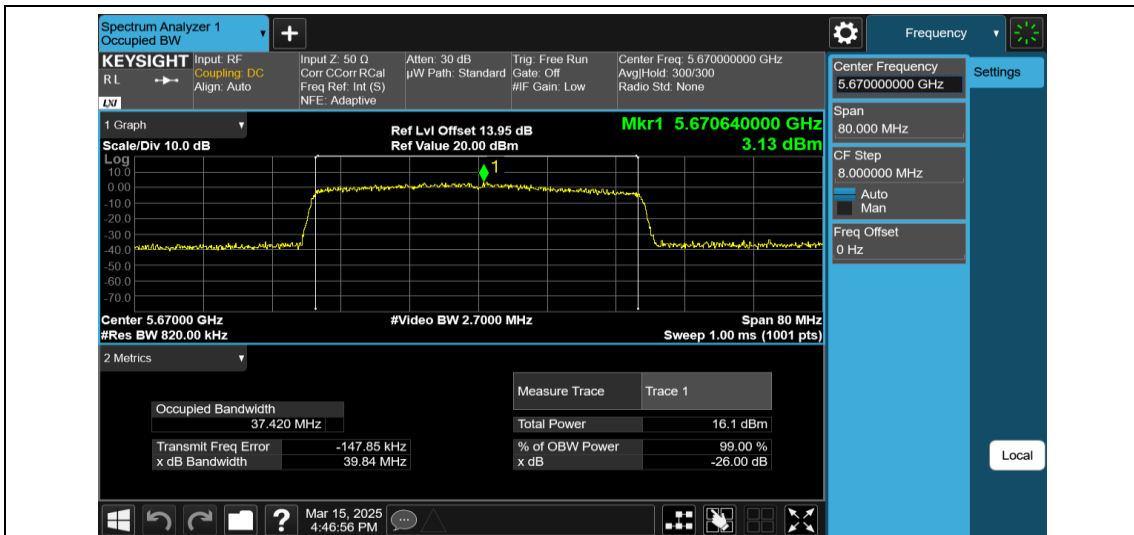 Spectrum Analyzer 1
Occupied BW
Frequency
KEYSIGHT
R L
LXI
Input: RF
Coupling: DC
Align: Auto
Input Z: 50 Ω
Corr CCorr RCal
Freq Ref: Int (S)
NFE: Adaptive
Atten: 30 dB
µW Path: Standard
Trig: Free Run
Gate: Off
#IF Gain: Low
Center Freq: 5.670000000 GHz
Avg|Hold: 300/300
Radio Std: None
Center Frequency
5.670000000 GHz
Settings
Span
80.000 MHz
CF Step
8.000000 MHz
Auto
Man
Freq Offset
0 Hz
1 Graph
Scale/Div 10.0 dB
Ref Lvl Offset 13.95 dB
Ref Value 20.00 dBm
Mkr1 5.670640000 GHz
3.13 dBm
Log
10.0
0.00
-10.0
-20.0
-30.0
-40.0
-50.0
-60.0
-70.0
1
Center 5.67000 GHz
#Res BW 820.00 kHz
#Video BW 2.7000 MHz
Span 80 MHz
Sweep 1.00 ms (1001 pts)
2 Metrics
Occupied Bandwidth
37.420 MHz
Transmit Freq Error -147.85 kHz
x dB Bandwidth 39.84 MHz
Measure Trace Trace 1
Total Power 16.1 dBm
% of OBW Power 99.00 %
x dB -26.00 dB
Local
?
Mar 15, 2025
4:46:56 PM